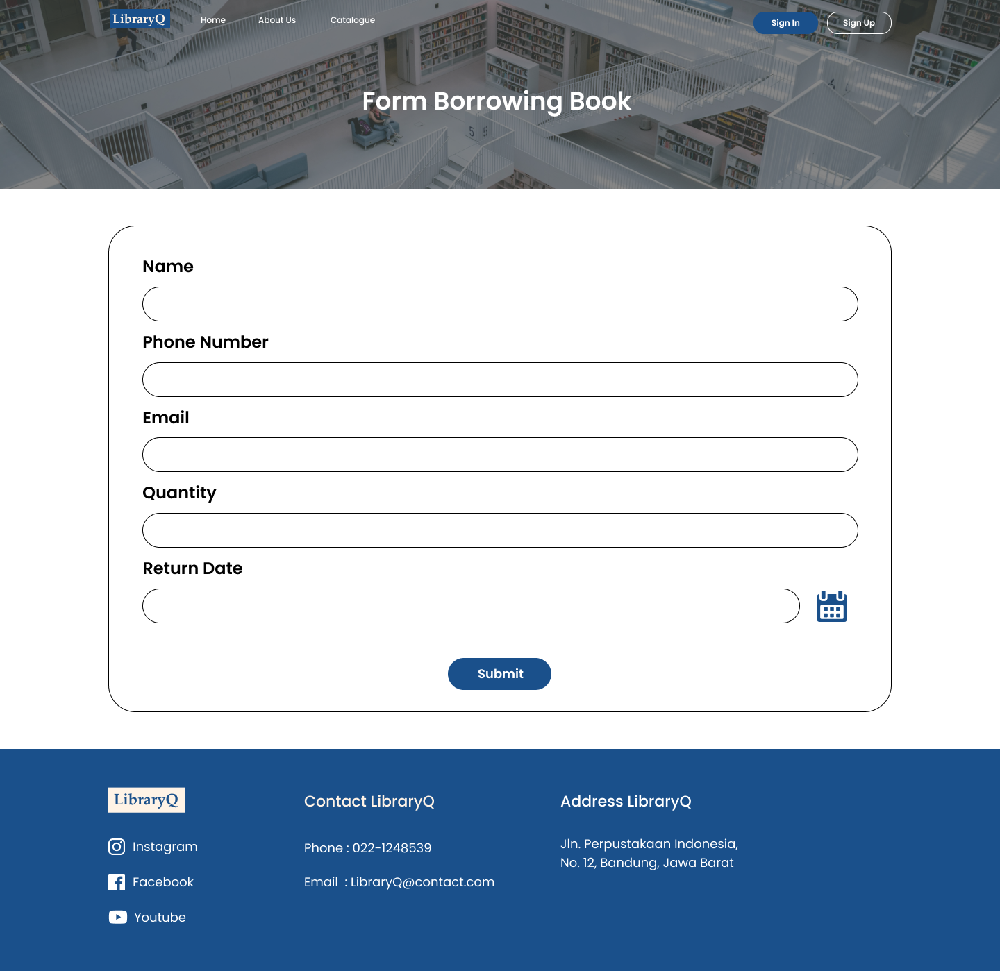 LibraryQ
Home
About Us
Catalogue
Sign In
Sign Up
Form Borrowing Book
Name
Phone Number
Email
Quantity
Return Date
Submit
LibraryQ
Instagram
Facebook
Youtube
Contact LibraryQ
Phone : 022-1248539
Email : LibraryQ@contact.com
Address LibraryQ
Jln. Perpustakaan Indonesia,
No. 12, Bandung, Jawa Barat